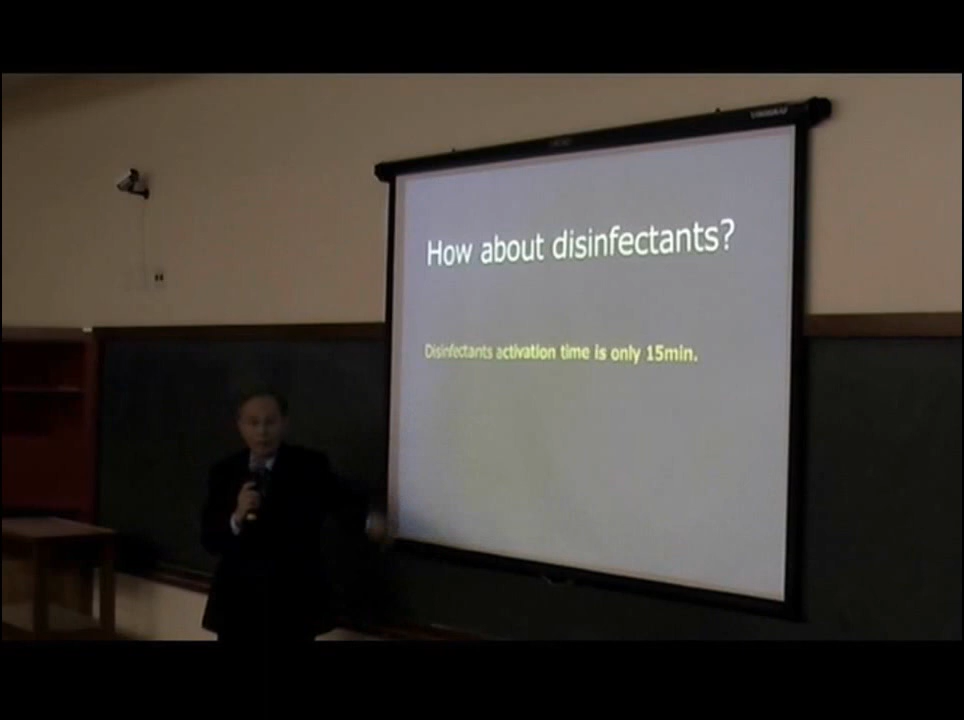 How about disinfectants?
Disinfectants activation time is only 15min.